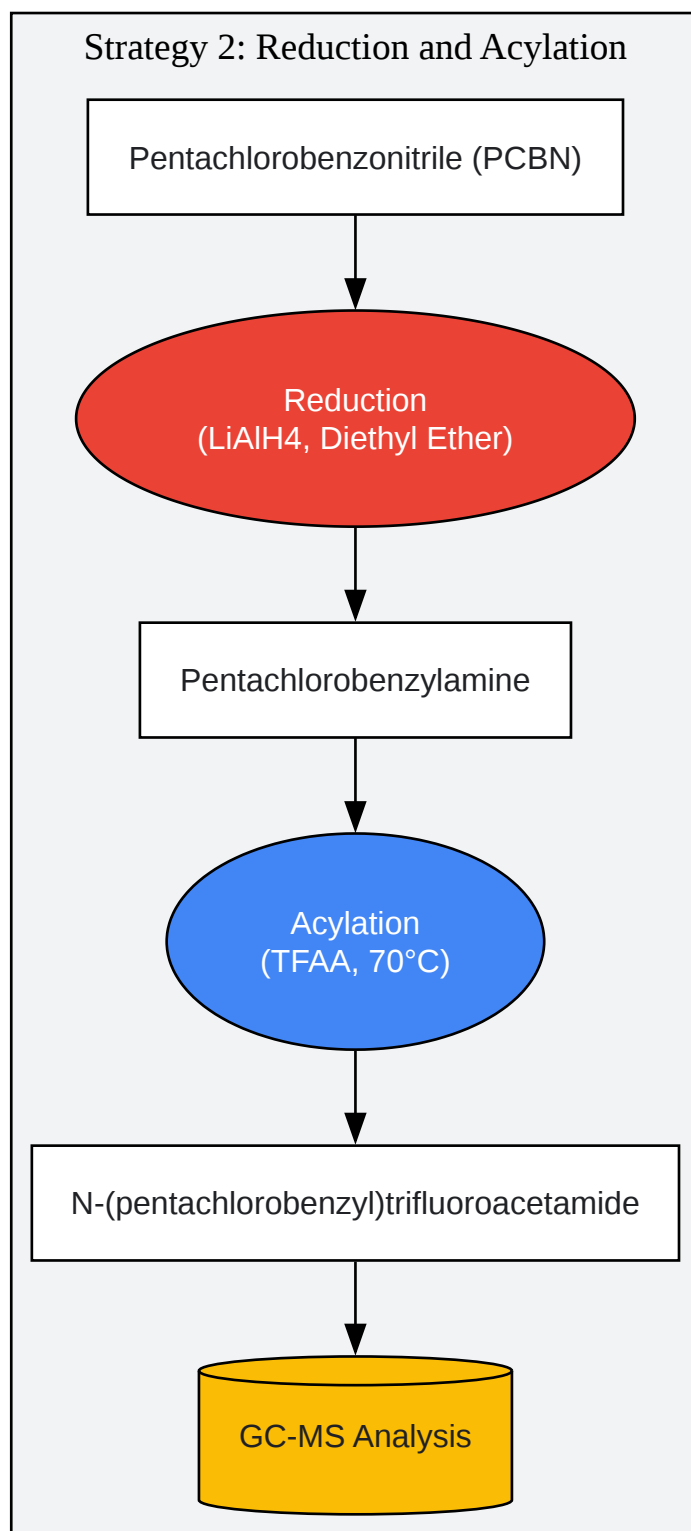 Strategy 2: Reduction and Acylation
Pentachlorobenzonitrile (PCBN)
Reduction
(LiAlH4, Diethyl Ether)
Pentachlorobenzylamine
Acylation
(TFAA, 70°C)
N-(pentachlorobenzyl)trifluoroacetamide
GC-MS Analysis